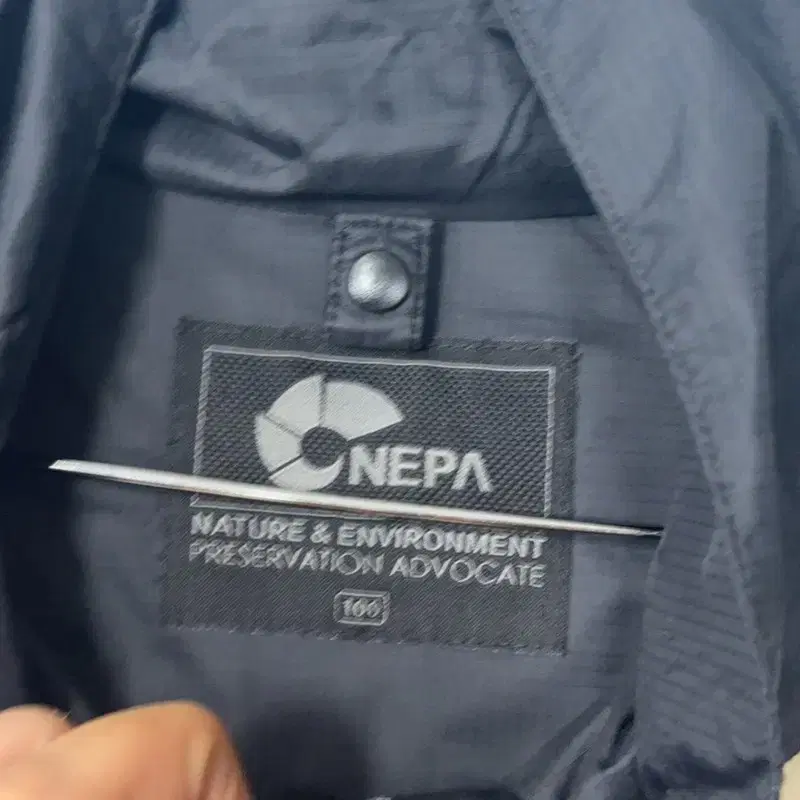 NEPA
NATURE & ENVIRONMENT
PRESERVATION ADVOCATE
100